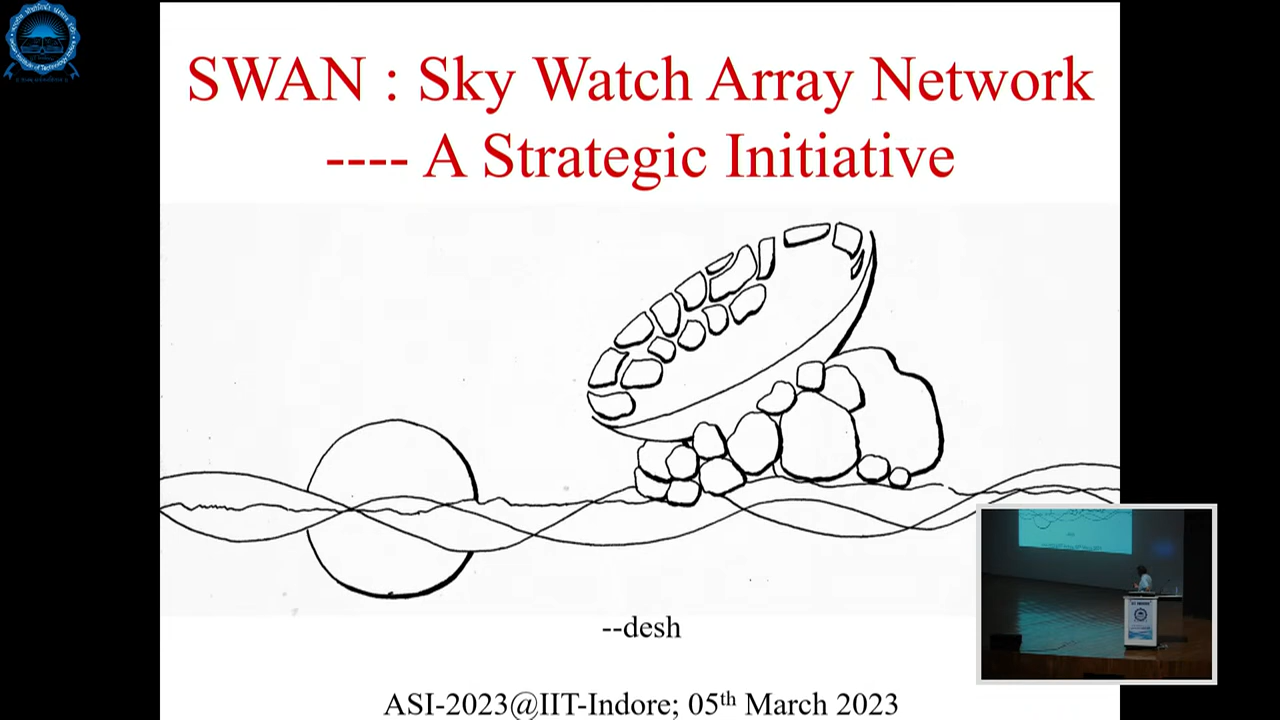 SWAN : Sky Watch Array Network
---- A Strategic Initiative
--desh
ASI-2023@IIT-Indore; 05th March 2023